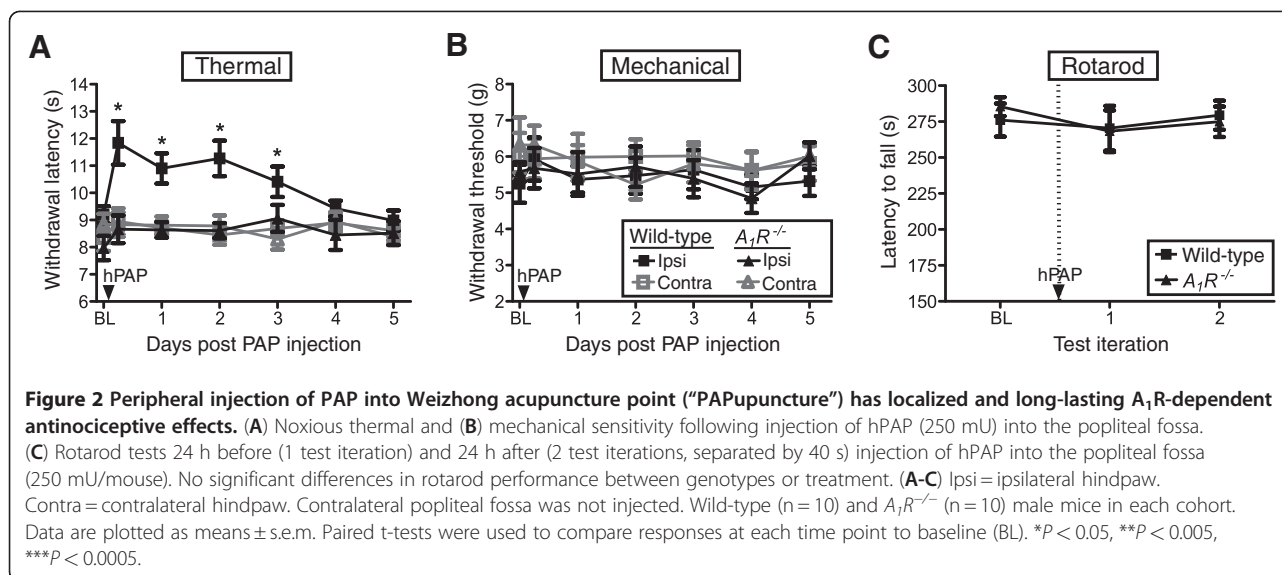 A
Thermal
Withdrawal latency (s)
14
13
12
11
10
9
8
7
6
*
*
*
*
hPAP
BL
1
2
3
4
5
Days post PAP injection
B
Mechanical
Withdrawal threshold (g)
8
7
6
5
4
3
2
hPAP
Wild-type A₁R⁻/⁻
Ipsi Ipsi
Contra Contra
BL
1
2
3
4
5
Days post PAP injection
C
Rotarod
Latency to fall (s)
300
275
250
225
200
175
150
hPAP
Wild-type
A₁R⁻/⁻
BL
1
2
Test iteration
Figure 2 Peripheral injection of PAP into Weizhong acupuncture point (“PAPupuncture”) has localized and long-lasting A₁R-dependent
antinociceptive effects. (A) Noxious thermal and (B) mechanical sensitivity following injection of hPAP (250 mU) into the popliteal fossa.
(C) Rotarod tests 24 h before (1 test iteration) and 24 h after (2 test iterations, separated by 40 s) injection of hPAP into the popliteal fossa
(250 mU/mouse). No significant differences in rotarod performance between genotypes or treatment. (A-C) Ipsi = ipsilateral hindpaw.
Contra = contralateral hindpaw. Contralateral popliteal fossa was not injected. Wild-type (n = 10) and A₁R⁻/⁻ (n = 10) male mice in each cohort.
Data are plotted as means ± s.e.m. Paired t-tests were used to compare responses at each time point to baseline (BL). *P < 0.05, **P < 0.005,
***P < 0.0005.